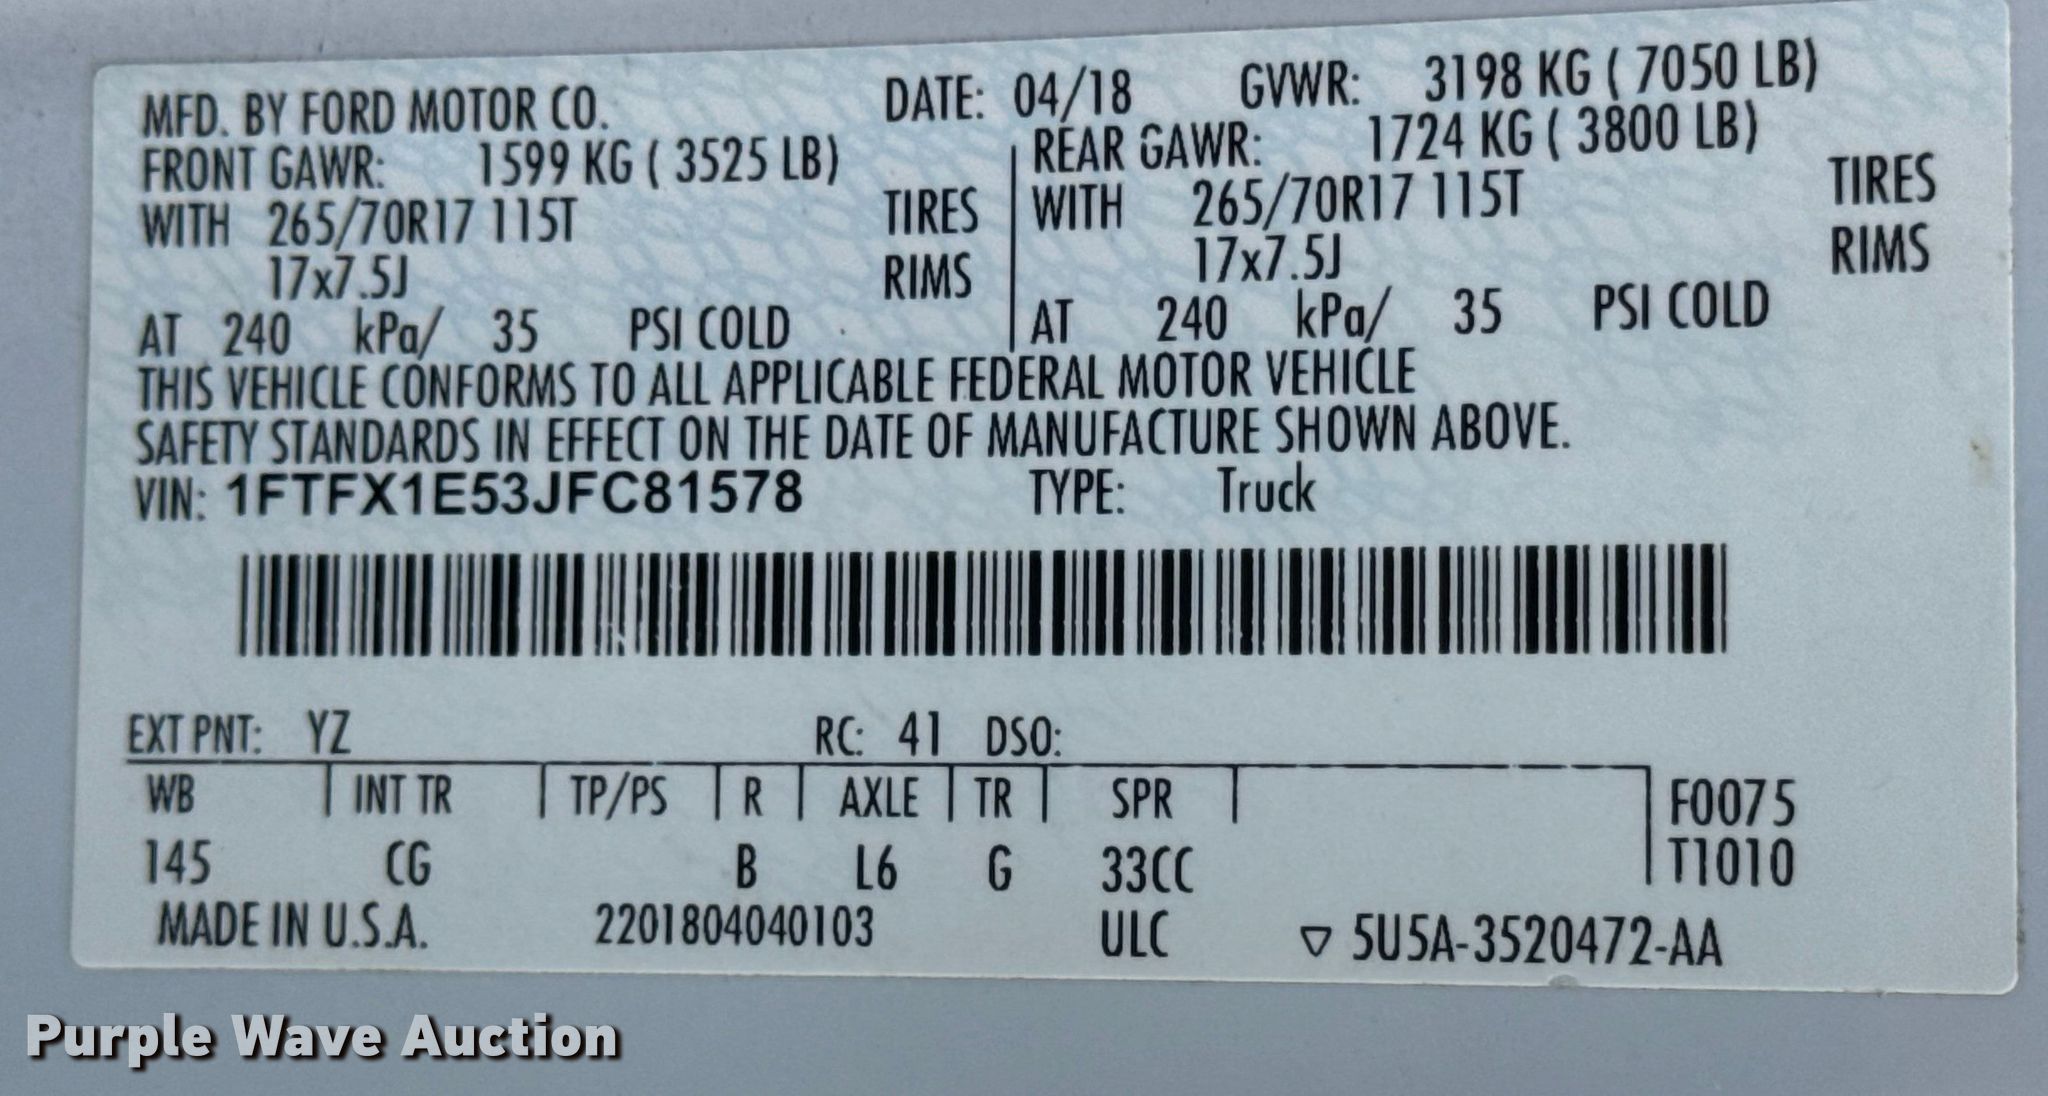 MFD. BY FORD MOTOR CO. DATE: 04/18 GVWR: 3198 KG ( 7050 LB)
FRONT GAWR: 1599 KG ( 3525 LB) REAR GAWR: 1724 KG ( 3800 LB)
WITH 265/70R17 115T TIRES WITH 265/70R17 115T TIRES
17x7.5J RIMS 17x7.5J RIMS
AT 240 kPa/ 35 PSI COLD AT 240 kPa/ 35 PSI COLD
THIS VEHICLE CONFORMS TO ALL APPLICABLE FEDERAL MOTOR VEHICLE
SAFETY STANDARDS IN EFFECT ON THE DATE OF MANUFACTURE SHOWN ABOVE.
VIN: 1FTFX1E53JFC81578 TYPE: Truck
EXT PNT: YZ RC: 41 DSO:
WB INT TR TP/PS R AXLE TR SPR F0075
145 CG B L6 G 33CC T1010
MADE IN U.S.A. 2201804040103 ULC ▽ 5U5A-3520472-AA
Purple Wave Auction